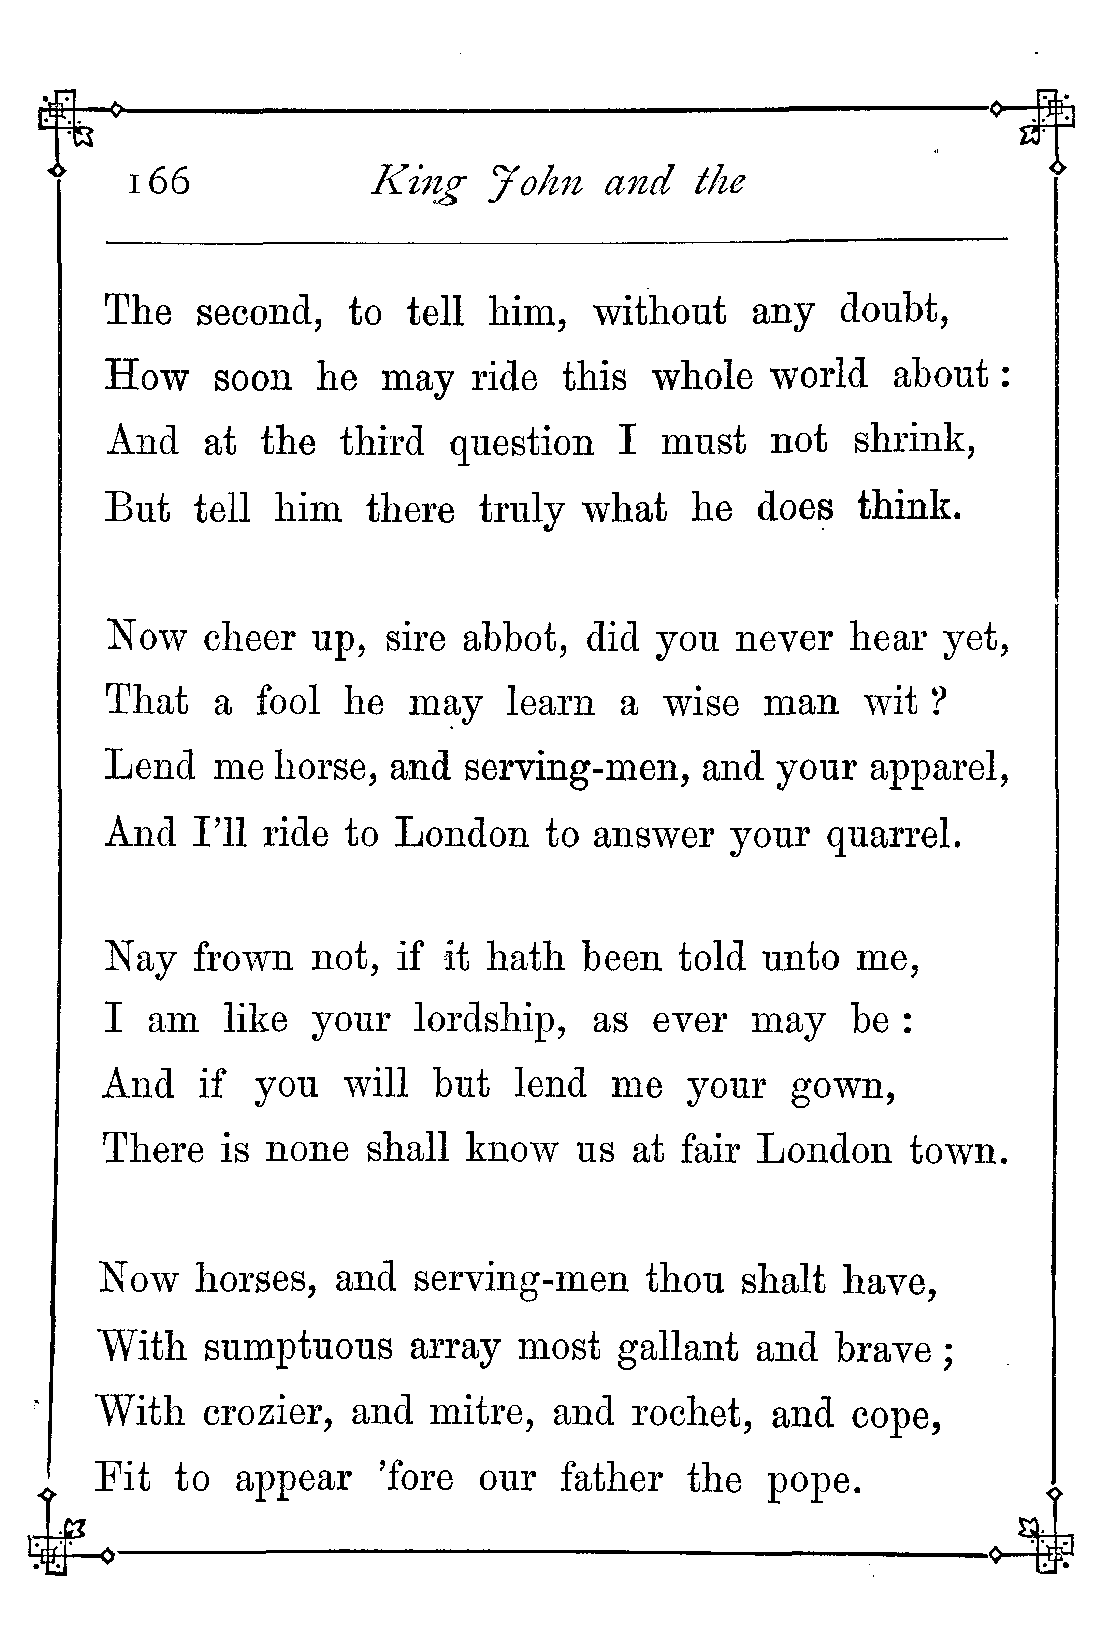 166 King John and the
The second, to tell him, without any doubt,
How soon he may ride this whole world about :
And at the third question I must not shrink,
But tell him there truly what he does think.
Now cheer up, sire abbot, did you never hear yet,
That a fool he may learn a wise man wit ?
Lend me horse, and serving-men, and your apparel,
And I'll ride to London to answer your quarrel.
Nay frown not, if it hath been told unto me,
I am like your lordship, as ever may be :
And if you will but lend me your gown,
There is none shall know us at fair London town.
Now horses, and serving-men thou shalt have,
With sumptuous array most gallant and brave ;
With crozier, and mitre, and rochet, and cope,
Fit to appear 'fore our father the pope.